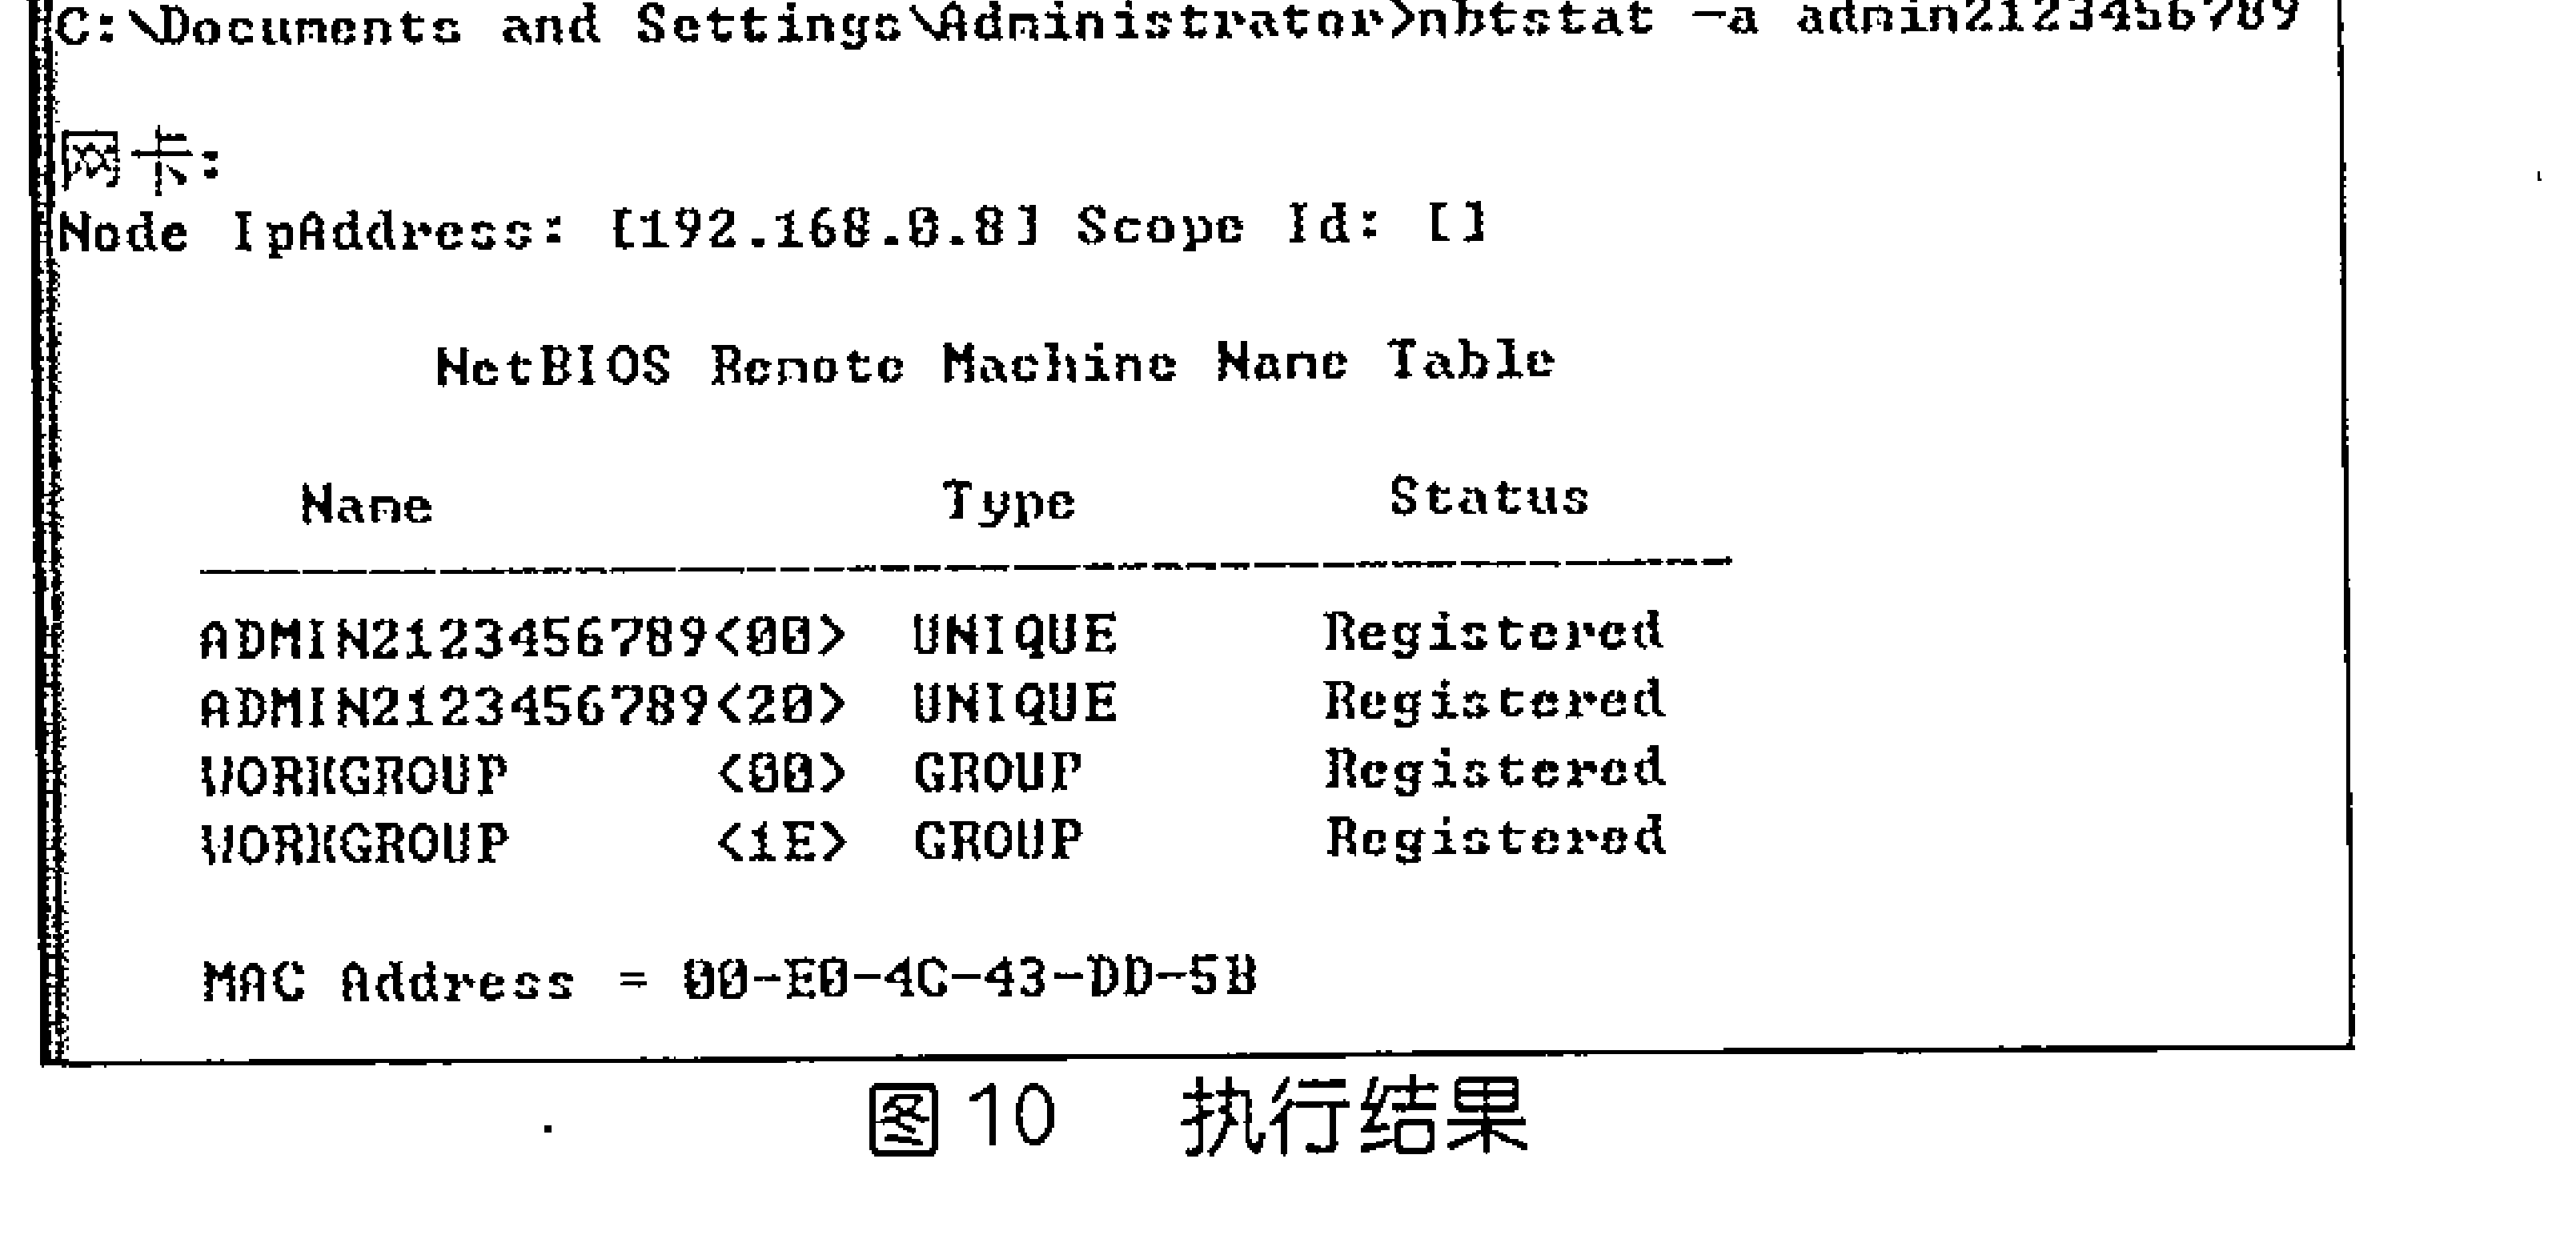 C:\Documents and Settings\Administrator>nbtstat -a admin2123456789
网卡:
Node IpAddress: [192.168.0.8] Scope Id: []
NetBIOS Remote Machine Name Table
Name Type Status
---------------------------------------------
ADMIN2123456789<00> UNIQUE Registered
ADMIN2123456789<20> UNIQUE Registered
WORKGROUP <00> GROUP Registered
WORKGROUP <1E> GROUP Registered
MAC Address = 00-E0-4C-43-DD-5B
图 10 执行结果